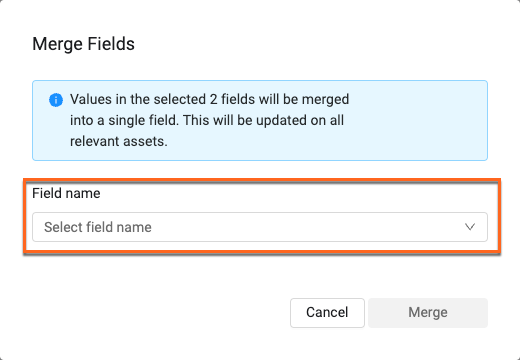 Merge Fields
Values in the selected 2 fields will be merged
into a single field. This will be updated on all
relevant assets.
Field name
Select field name
Cancel
Merge